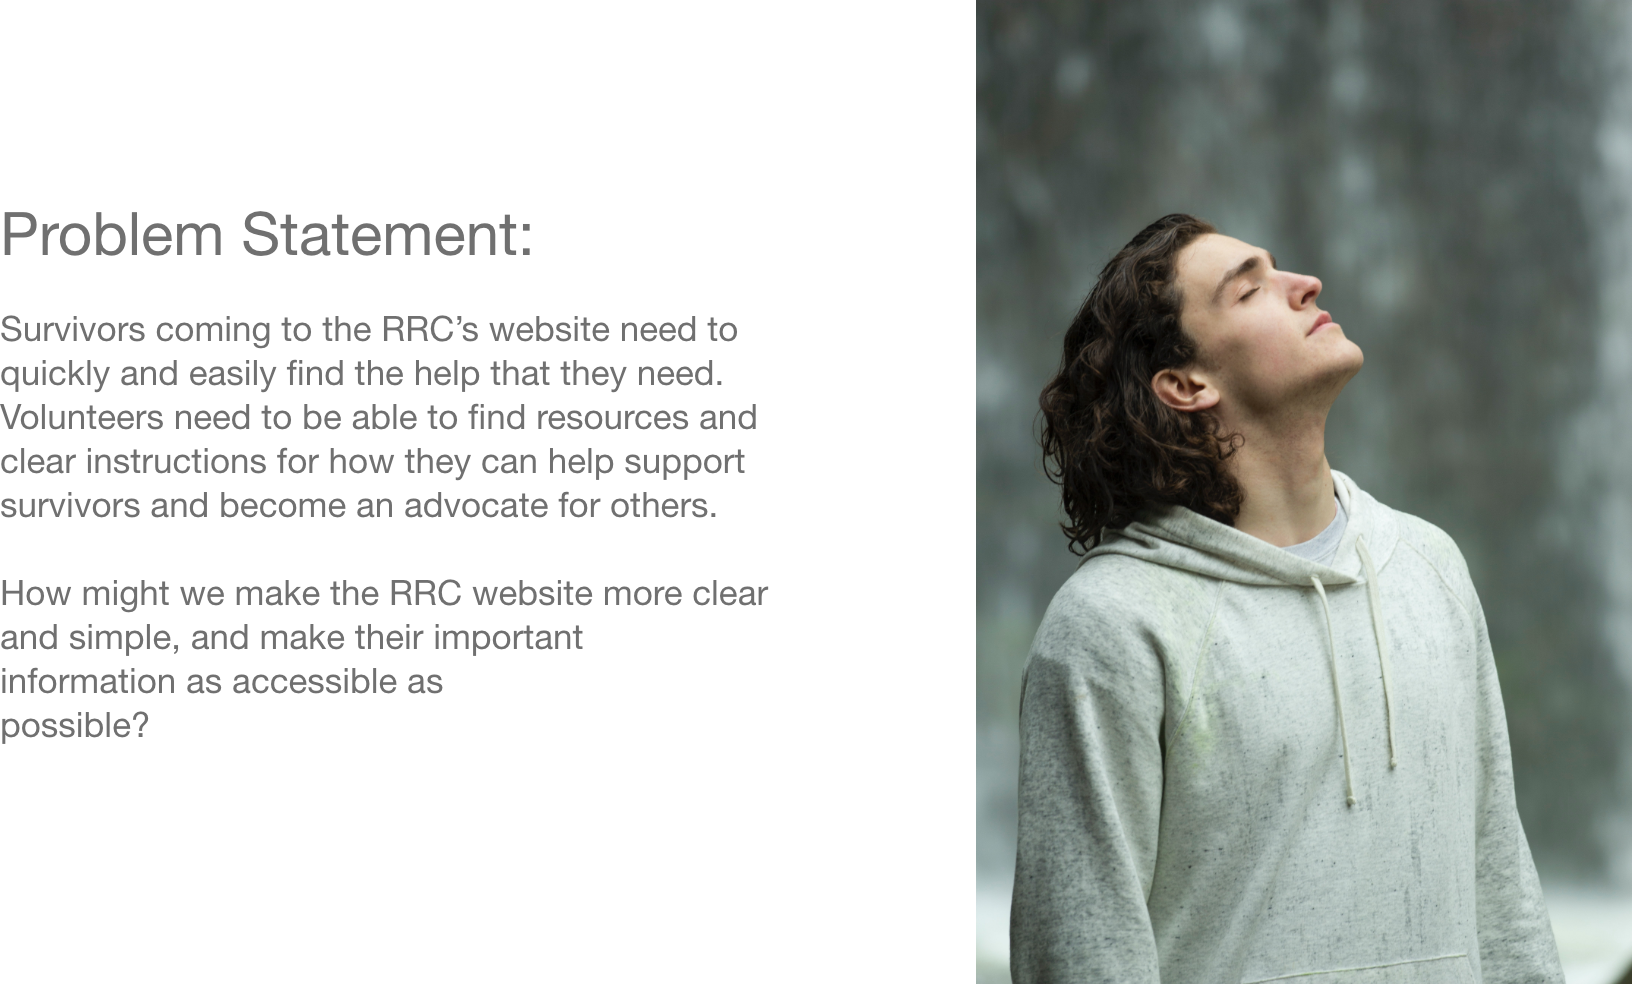 Problem Statement:
Survivors coming to the RRC’s website need to
quickly and easily find the help that they need.
Volunteers need to be able to find resources and
clear instructions for how they can help support
survivors and become an advocate for others.
How might we make the RRC website more clear
and simple, and make their important
information as accessible as
possible?